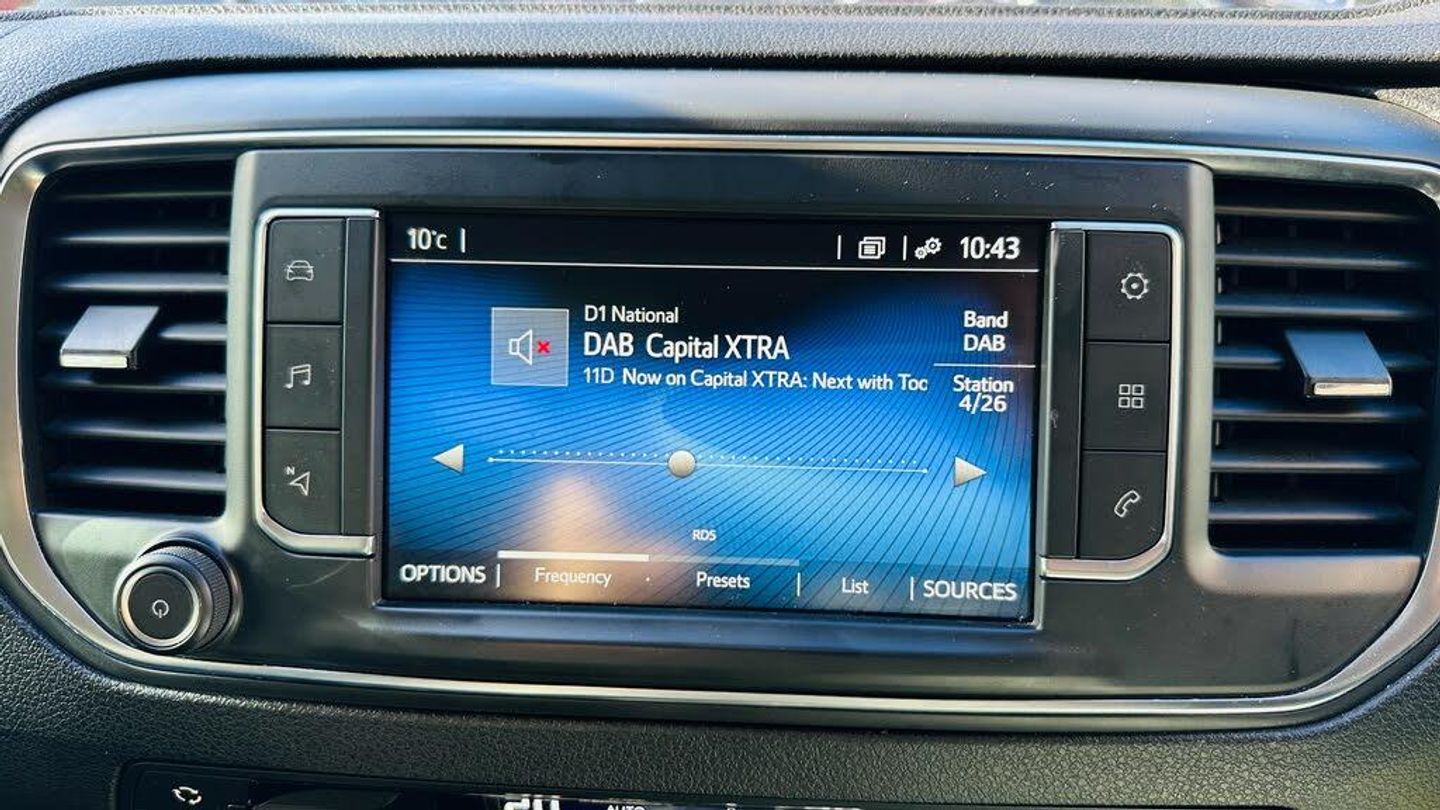 10°C
10:43
D1 National
DAB Capital XTRA
11D Now on Capital XTRA: Next with Toc
Band
DAB
Station
4/26
N
RDS
OPTIONS
Frequency
Presets
List
SOURCES
AUTO